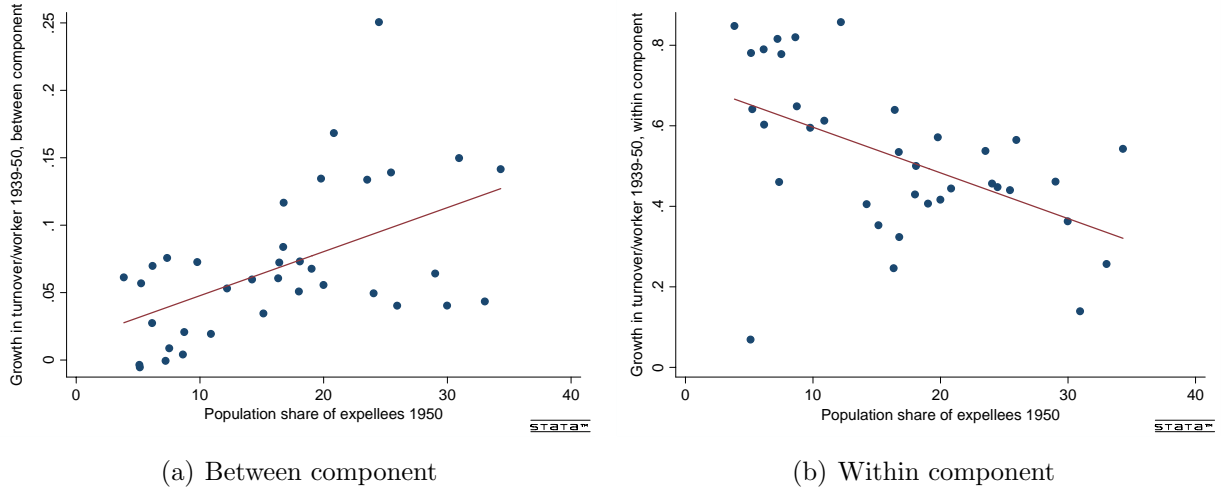 Growth in turnover/worker 1939-50, between component
.25
.2
.15
.1
.05
0
0 10 20 30 40
Population share of expellees 1950
STATA™
(a) Between component
Growth in turnover/worker 1939-50, within component
.8
.6
.4
.2
0
0 10 20 30 40
Population share of expellees 1950
STATA™
(b) Within component